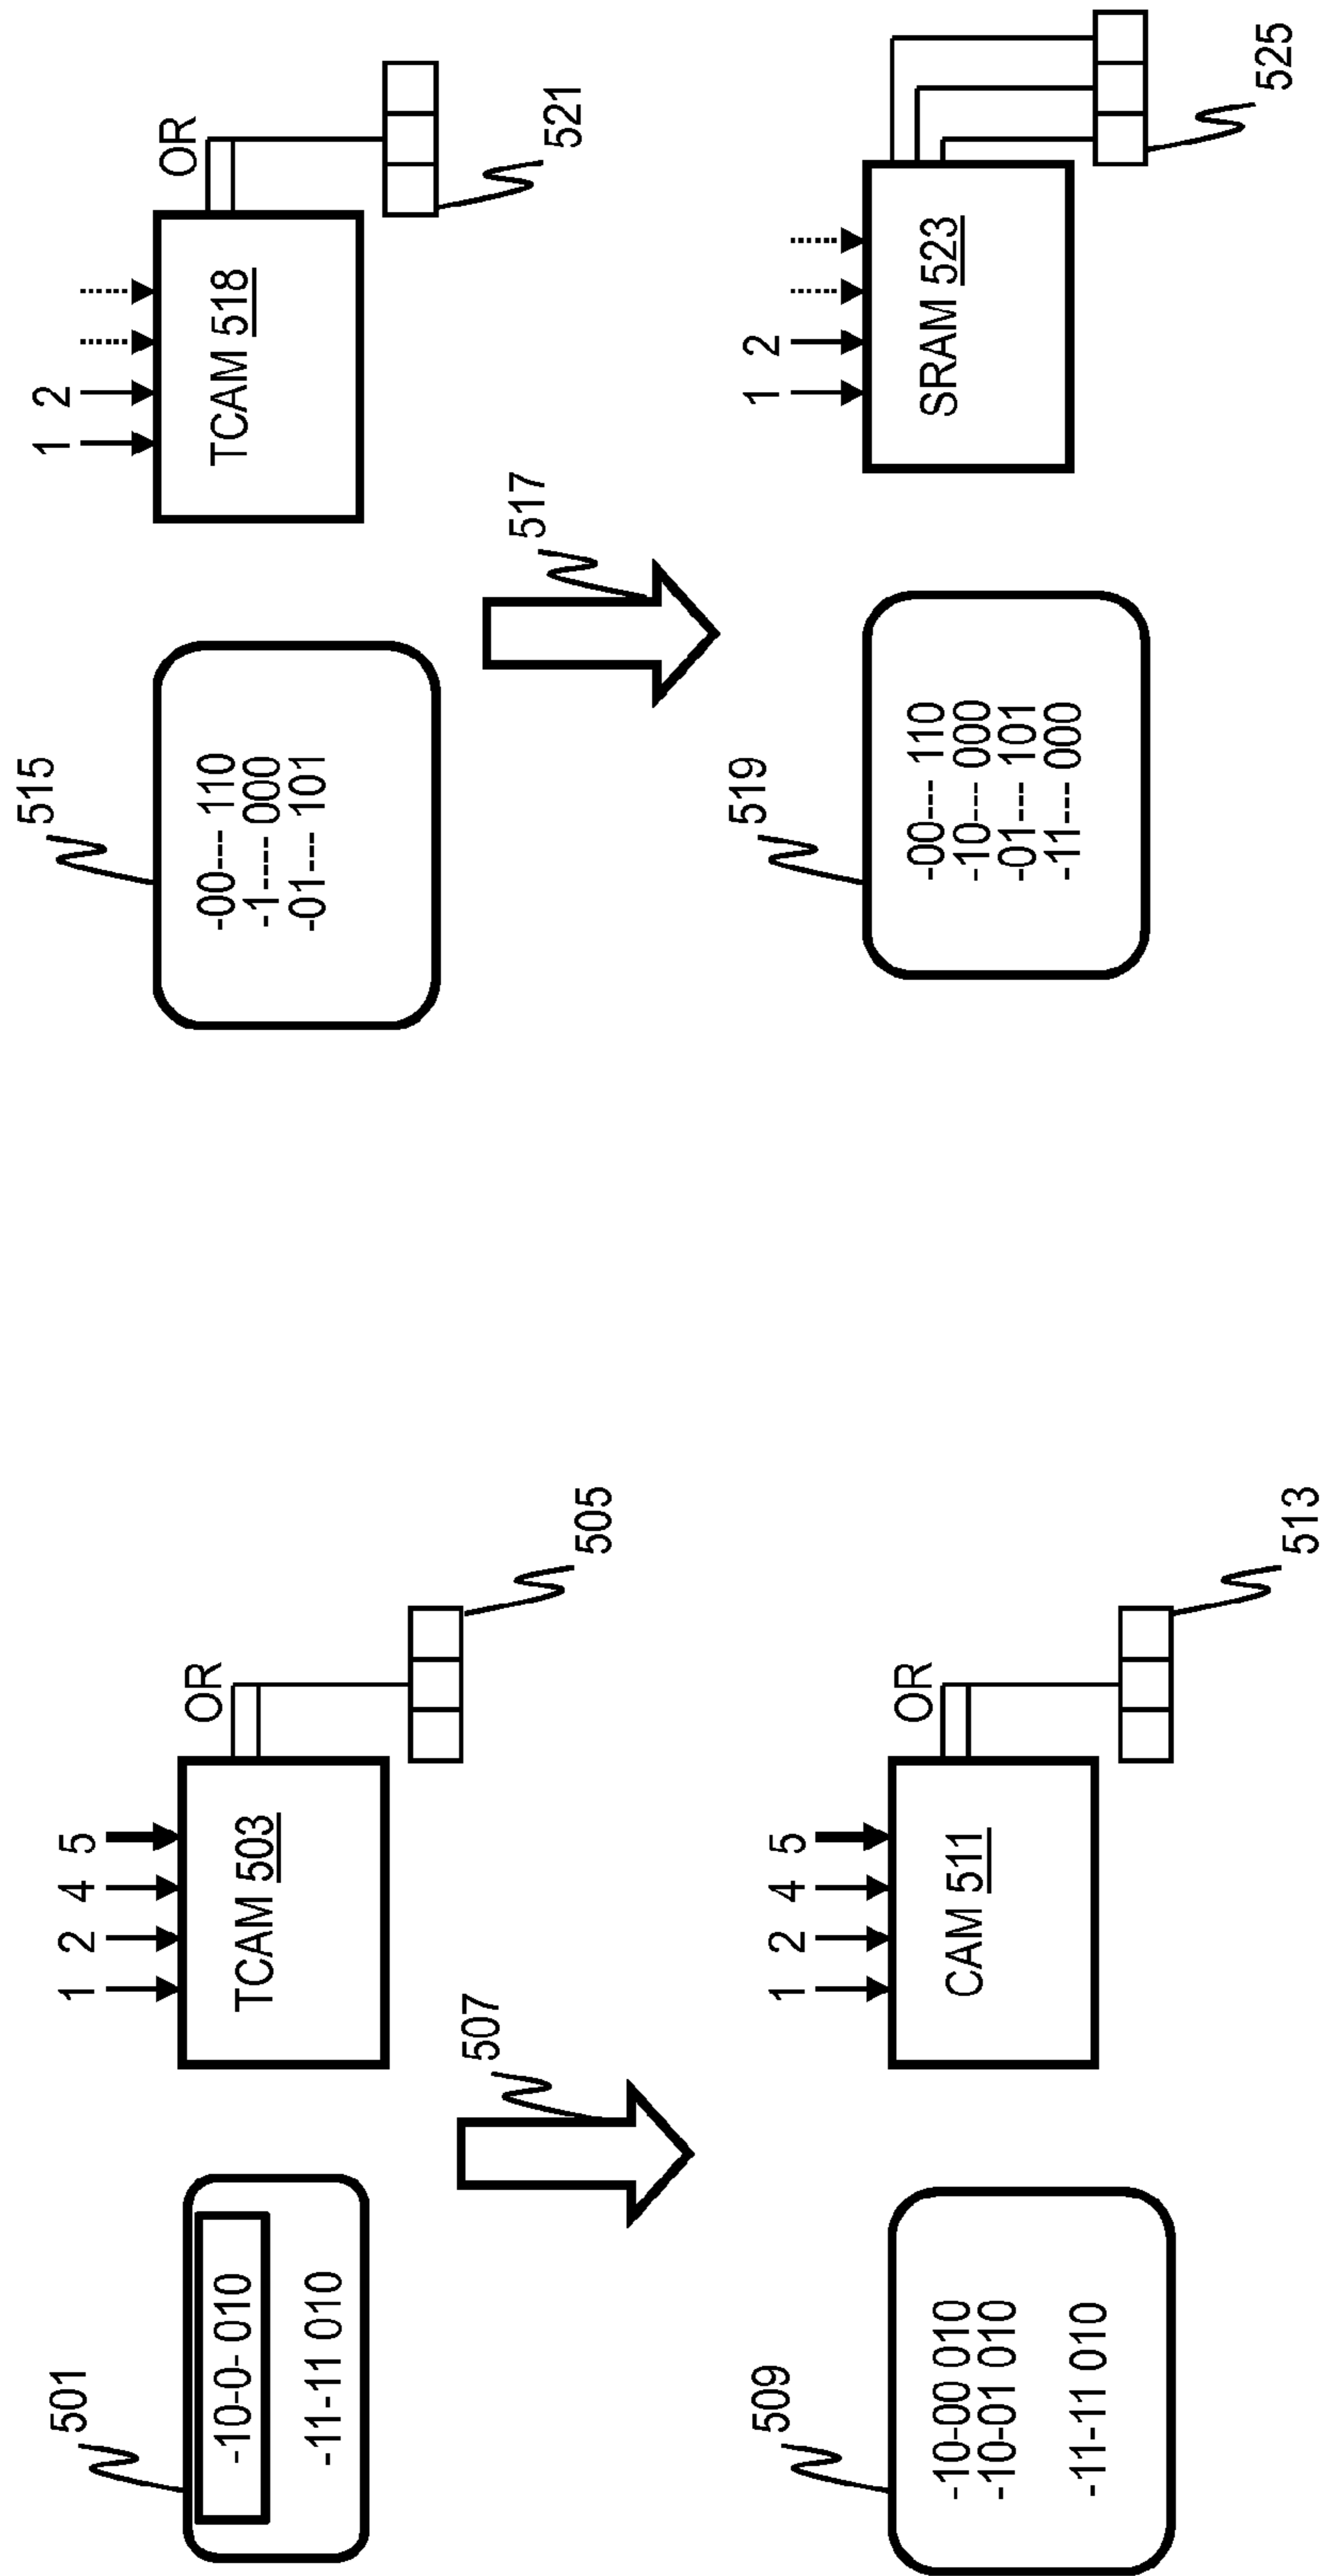 501
-10-0- 010
-11-11 010
1 2 4 5
TCAM 503
OR
505
507
509
-10-00 010
-10-01 010
-11-11 010
1 2 4 5
CAM 511
OR
513
515
-00--- 110
-1---- 000
-01--- 101
1 2
TCAM 518
OR
521
517
519
-00--- 110
-10--- 000
-01--- 101
-11--- 000
1 2
SRAM 523
525